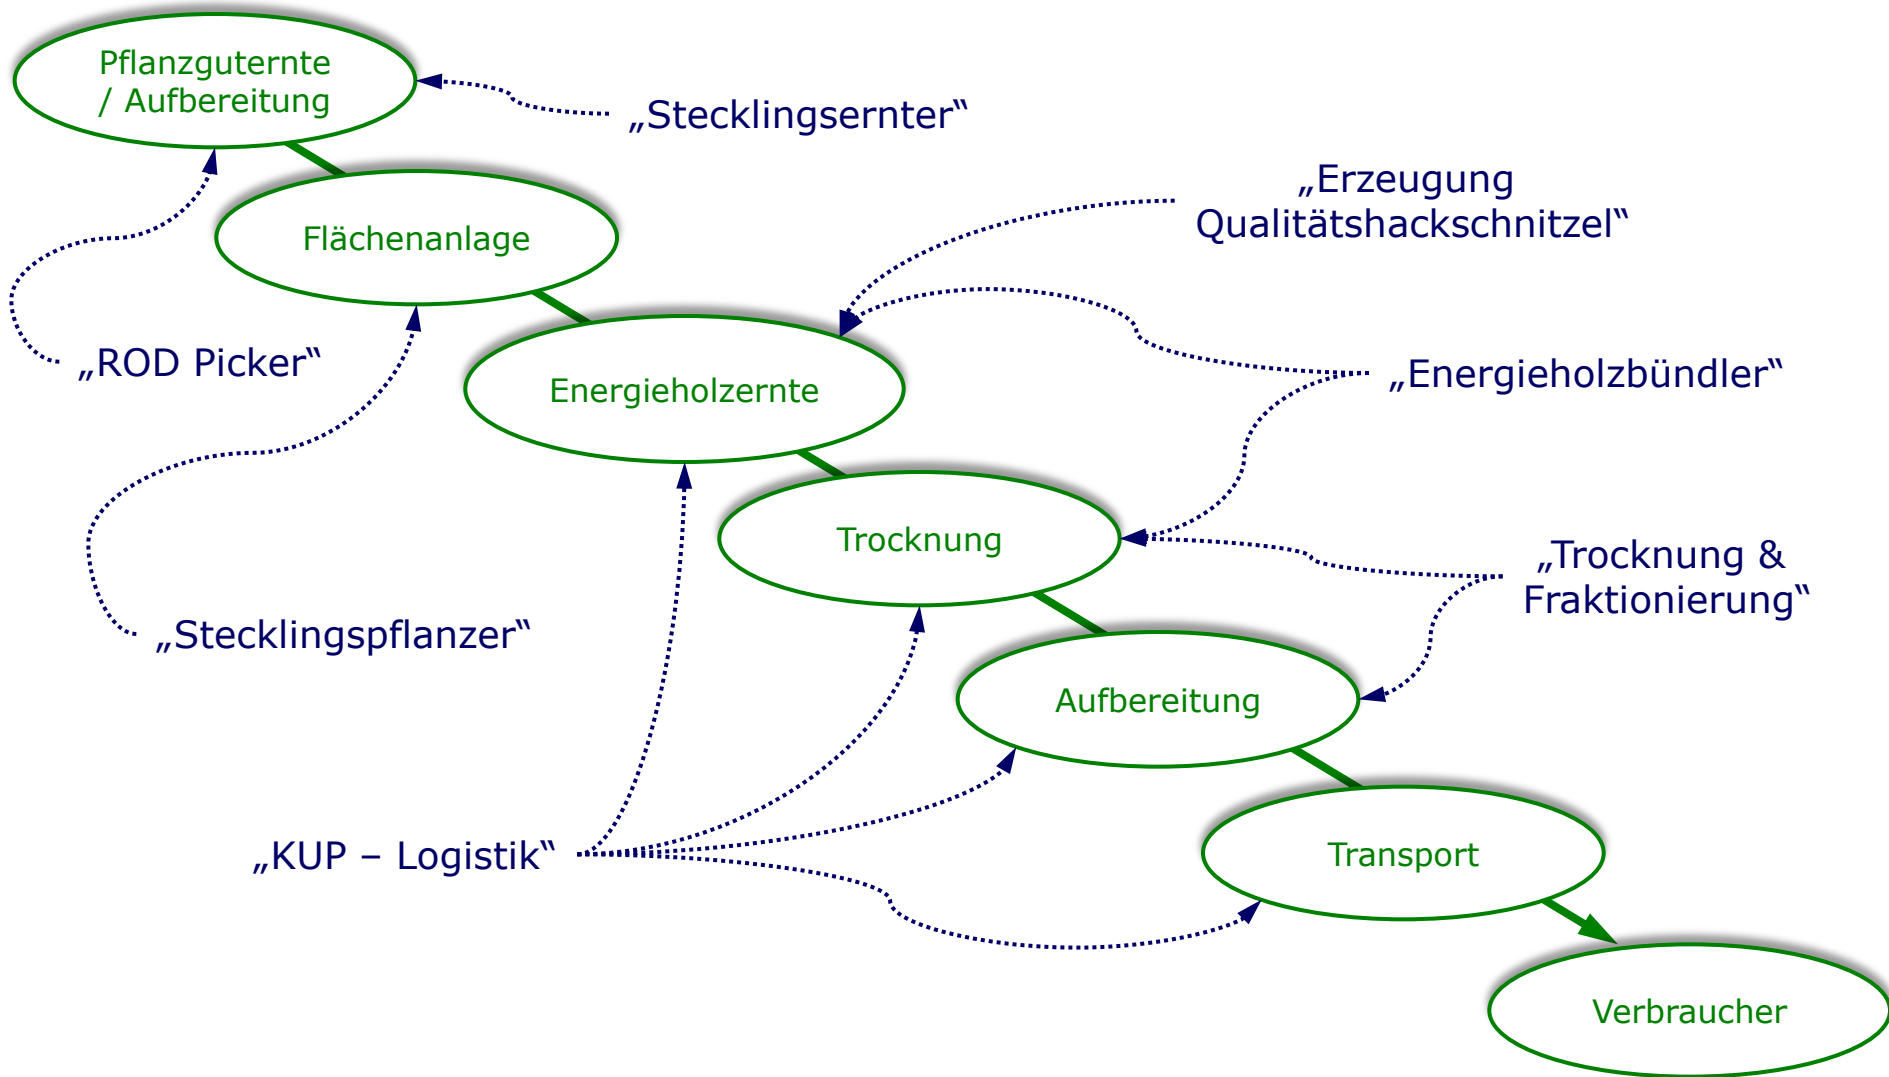 Pflanzguternte
/ Aufbereitung
„Stecklingsernter“
„Erzeugung
Qualitätshackschnitzel“
Flächenanlage
„ROD Picker“
Energieholzernte
„Energieholzbündler“
Trocknung
„Trocknung &
Fraktionierung“
„Stecklingspflanzer“
Aufbereitung
„KUP – Logistik“
Transport
Verbraucher